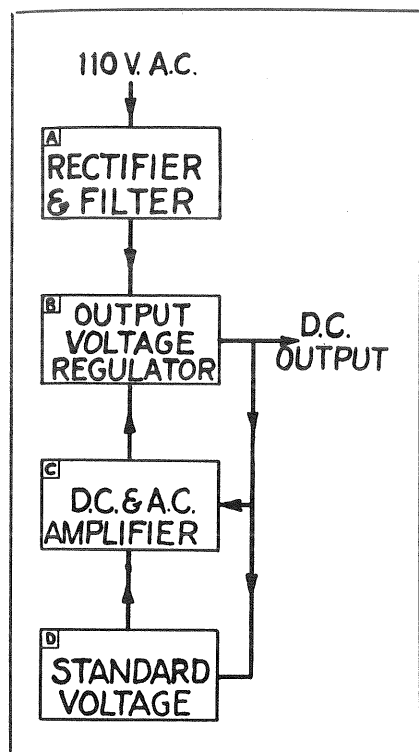 110 V. A.C.
A
RECTIFIER
& FILTER
B
OUTPUT
VOLTAGE
REGULATOR
D.C.
OUTPUT
C
D.C. & A.C.
AMPLIFIER
D
STANDARD
VOLTAGE